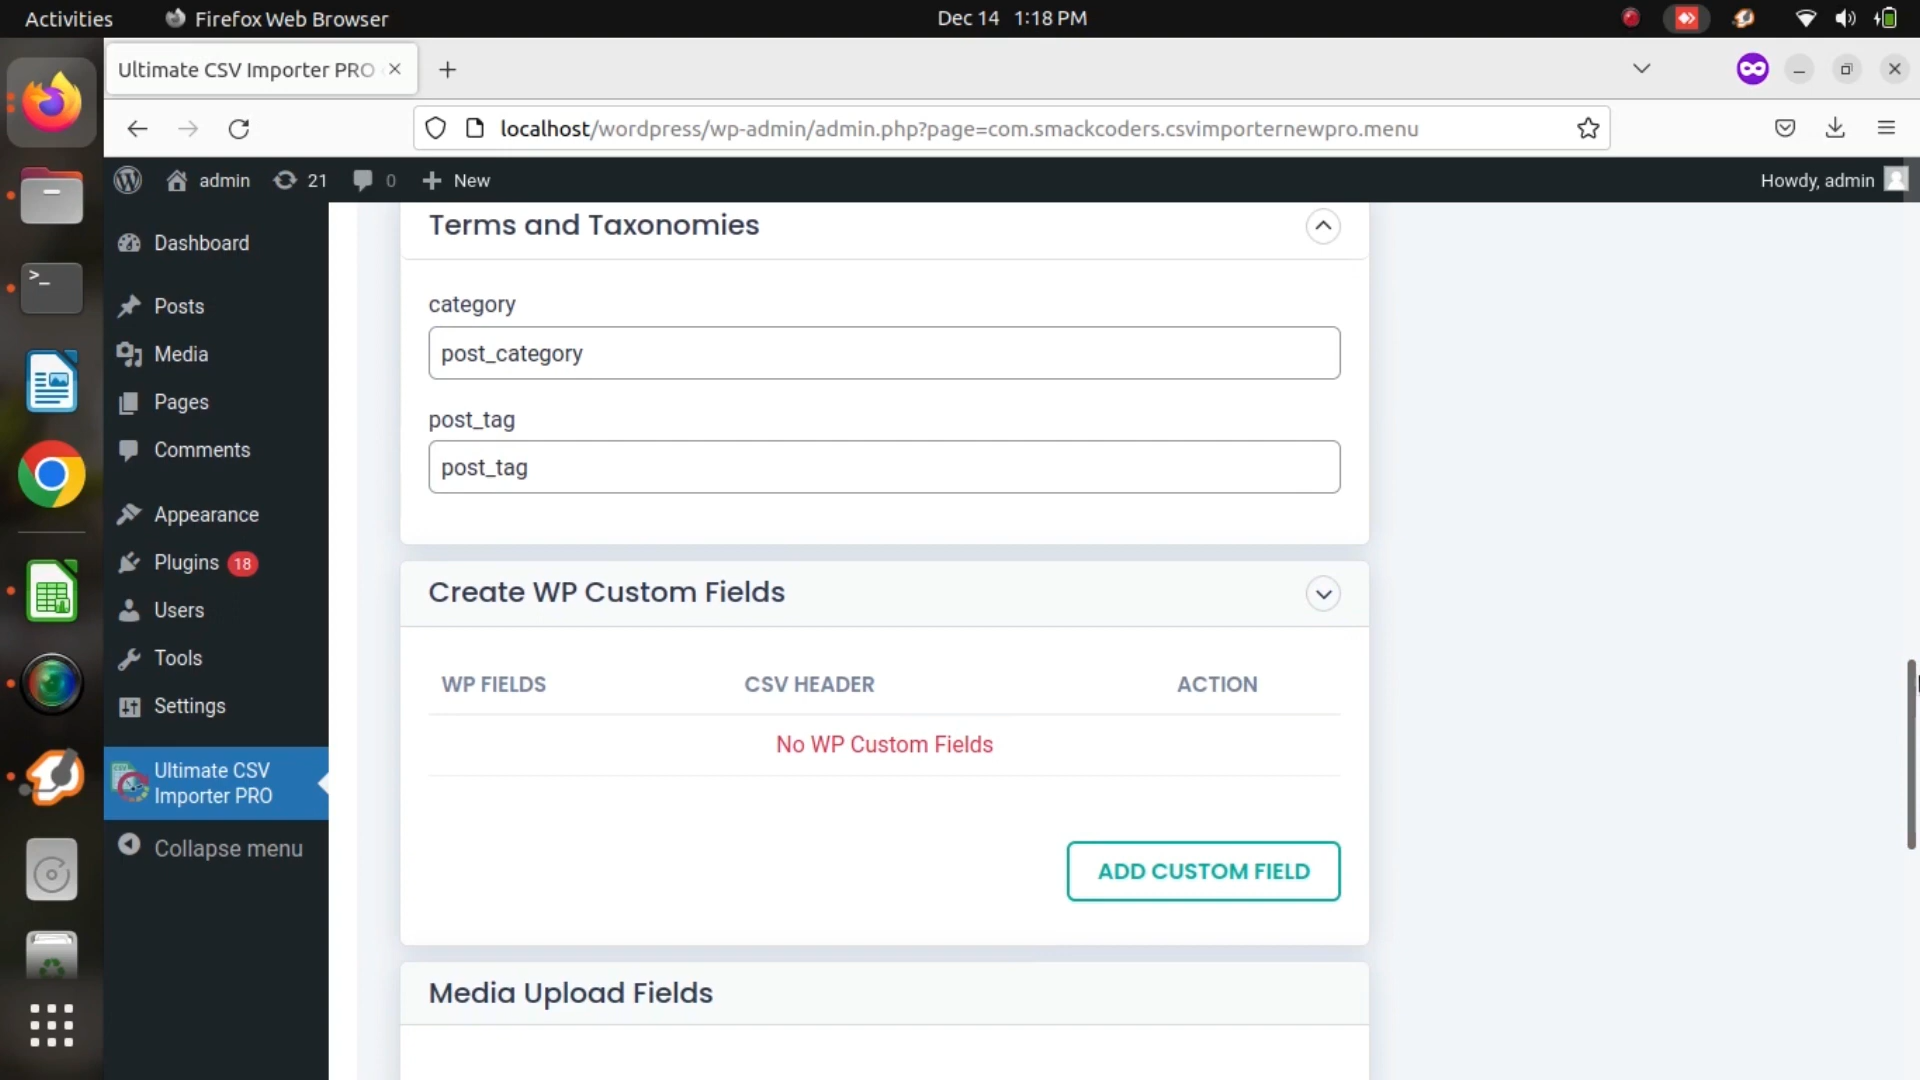 Activities
Firefox Web Browser
Dec 14 1:18 PM
Ultimate CSV Importer PRO
localhost/wordpress/wp-admin/admin.php?page=com.smackcoders.csvimporternewpro.menu
admin
21
0
New
Howdy, admin
Dashboard
Posts
Media
Pages
Comments
Appearance
Plugins 18
Users
Tools
Settings
Ultimate CSV
Importer PRO
Collapse menu
Terms and Taxonomies
category
post_category
post_tag
post_tag
Create WP Custom Fields
WP FIELDS CSV HEADER ACTION
No WP Custom Fields
ADD CUSTOM FIELD
Media Upload Fields